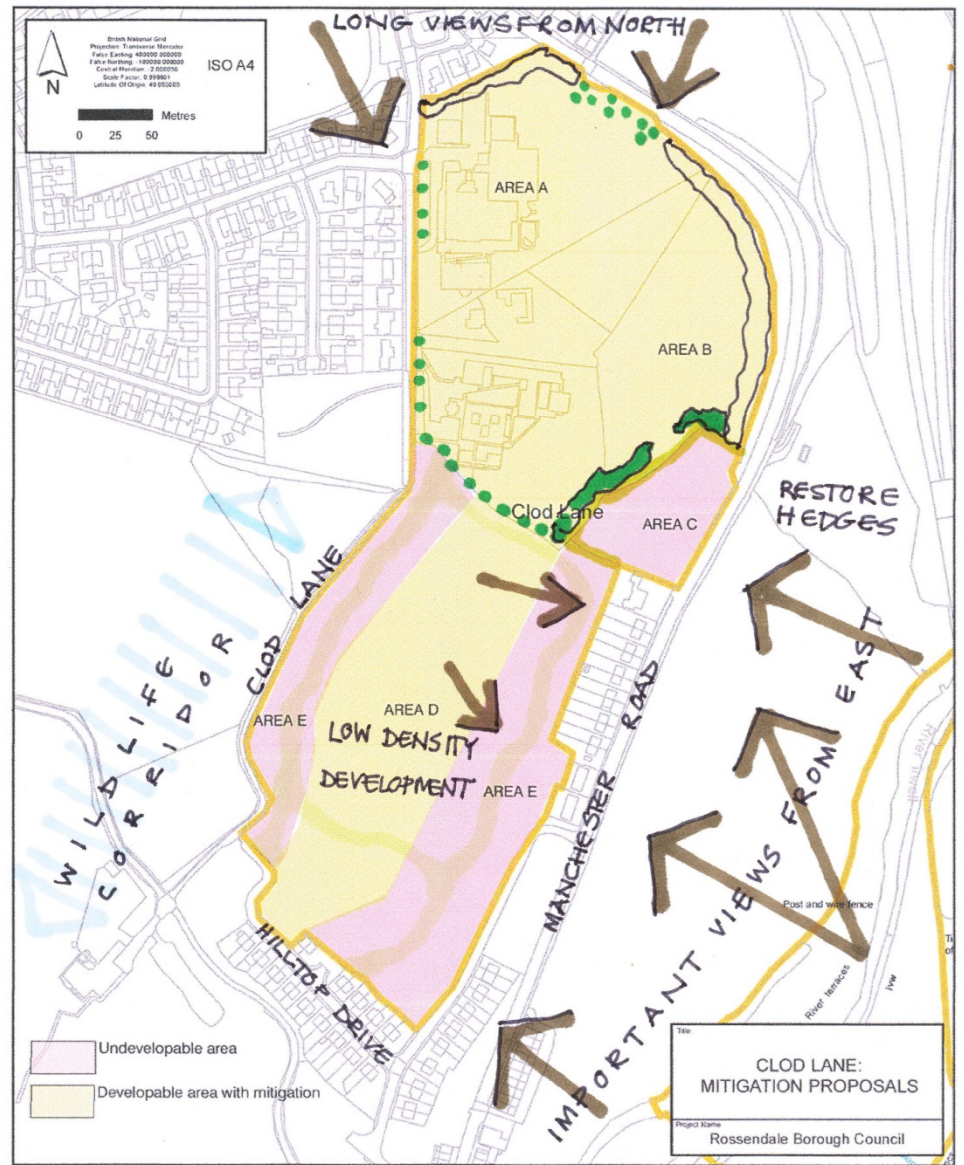 LONG VIEWS FROM NORTH
British National Grid
Projection: Transverse Mercator
False Easting: 400000.000000
False Northing: -100000.000000
Central Meridian: -2.000000
Scale Factor: 0.999601
Latitude Of Origin: 49.000000
ISO A4
N
Metres
0 25 50
AREA A
AREA B
RESTORE
HEDGES
Clod Lane
AREA C
CLOD LANE
WILDLIFE
CORRIDOR
AREA E
AREA D
LOW DENSITY
DEVELOPMENT
AREA E
MANCHESTER ROAD
IMPORTANT VIEWS FROM EAST
River Irwell
Post and wire fence
River terraces
HILLTOP DRIVE
Undevelopable area
Developable area with mitigation
Title
CLOD LANE:
MITIGATION PROPOSALS
Project Name
Rossendale Borough Council